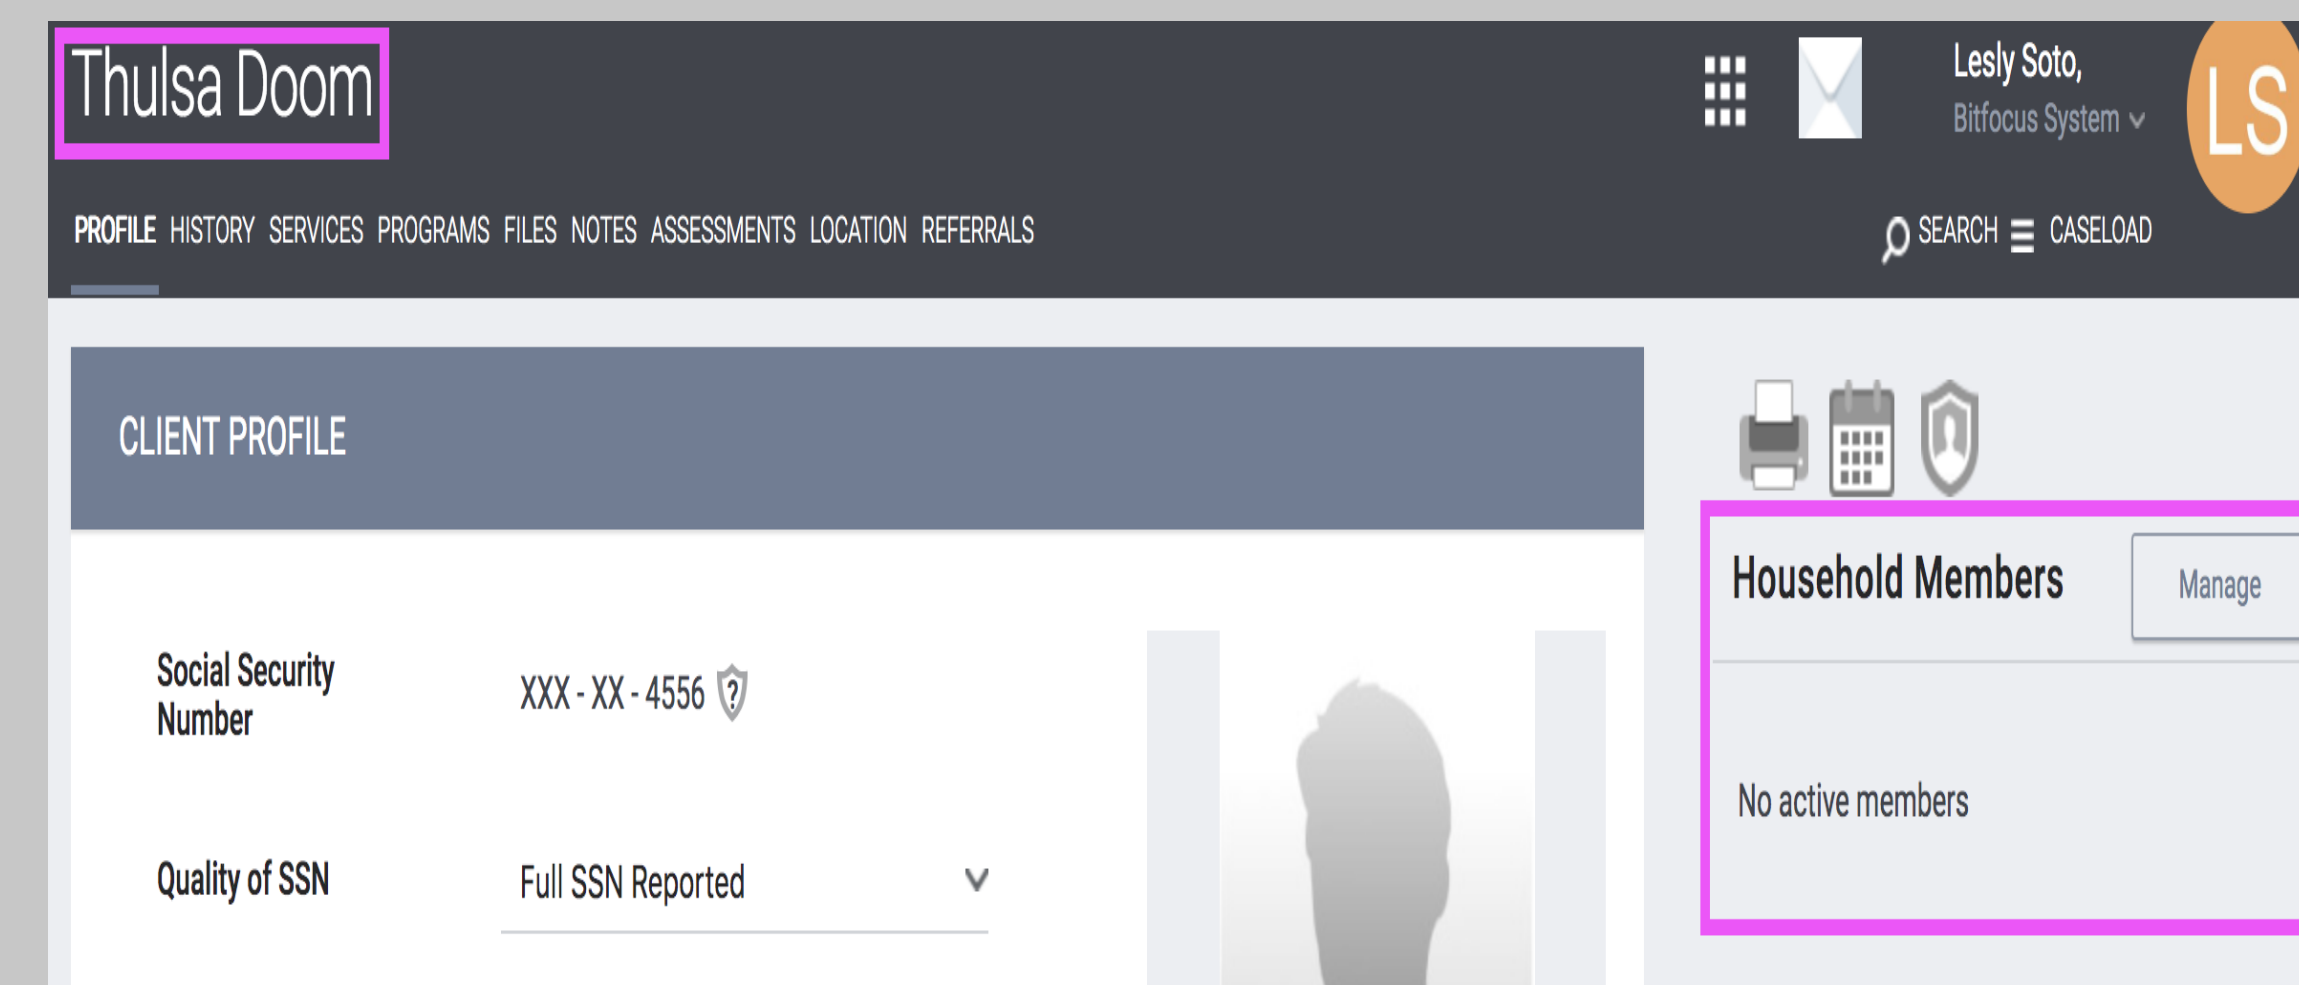 Thulsa Doom
Lesly Soto,
Bitfocus System
LS
PROFILE HISTORY SERVICES PROGRAMS FILES NOTES ASSESSMENTS LOCATION REFERRALS
SEARCH CASELOAD
CLIENT PROFILE
Household Members
Manage
Social Security
Number
XXX - XX - 4556
?
No active members
Quality of SSN
Full SSN Reported